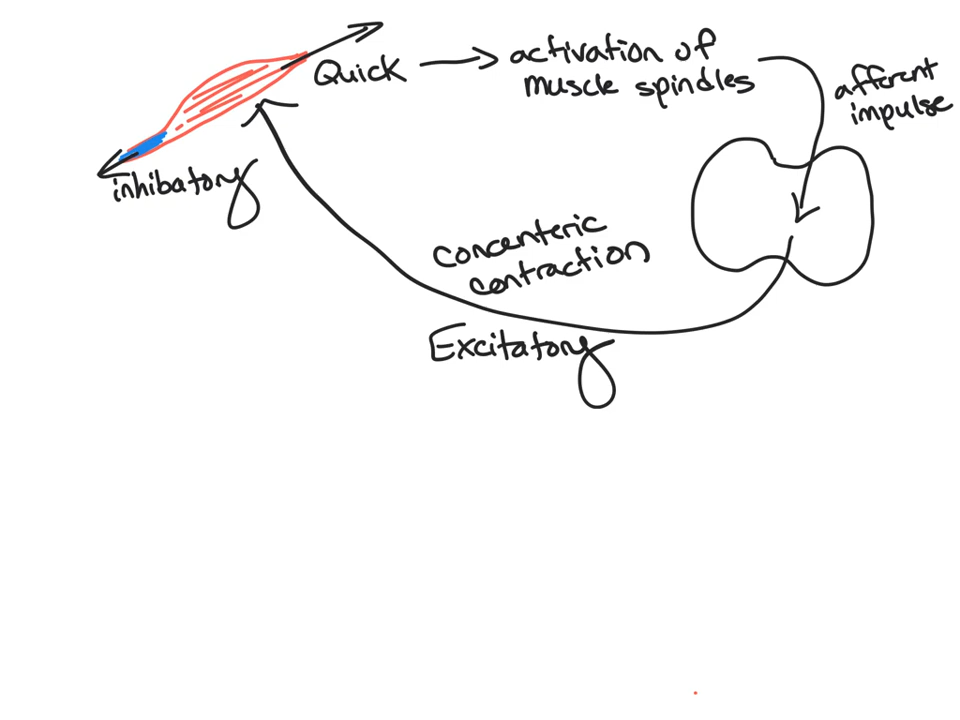 Quick
activation of
muscle spindles
afferent
impulse
inhibatory
concenteric
contraction
Excitatory